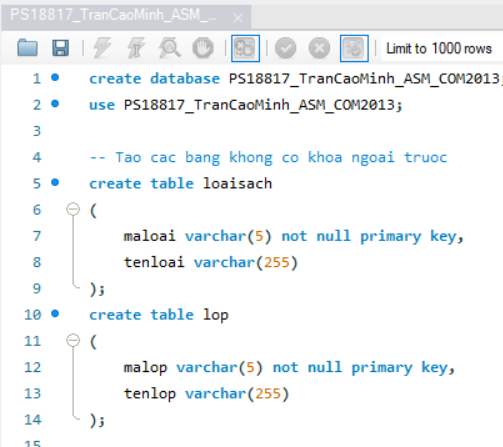 PS18817_TranCaoMinh_ASM_...
Limit to 1000 rows
1 create database PS18817_TranCaoMinh_ASM_COM2013;
2 use PS18817_TranCaoMinh_ASM_COM2013;
3
4 -- Tao cac bang khong co khoa ngoai truoc
5 create table loaisach
6 (
7 maloai varchar(5) not null primary key,
8 tenloai varchar(255)
9 );
10 create table lop
11 (
12 malop varchar(5) not null primary key,
13 tenlop varchar(255)
14 );
15